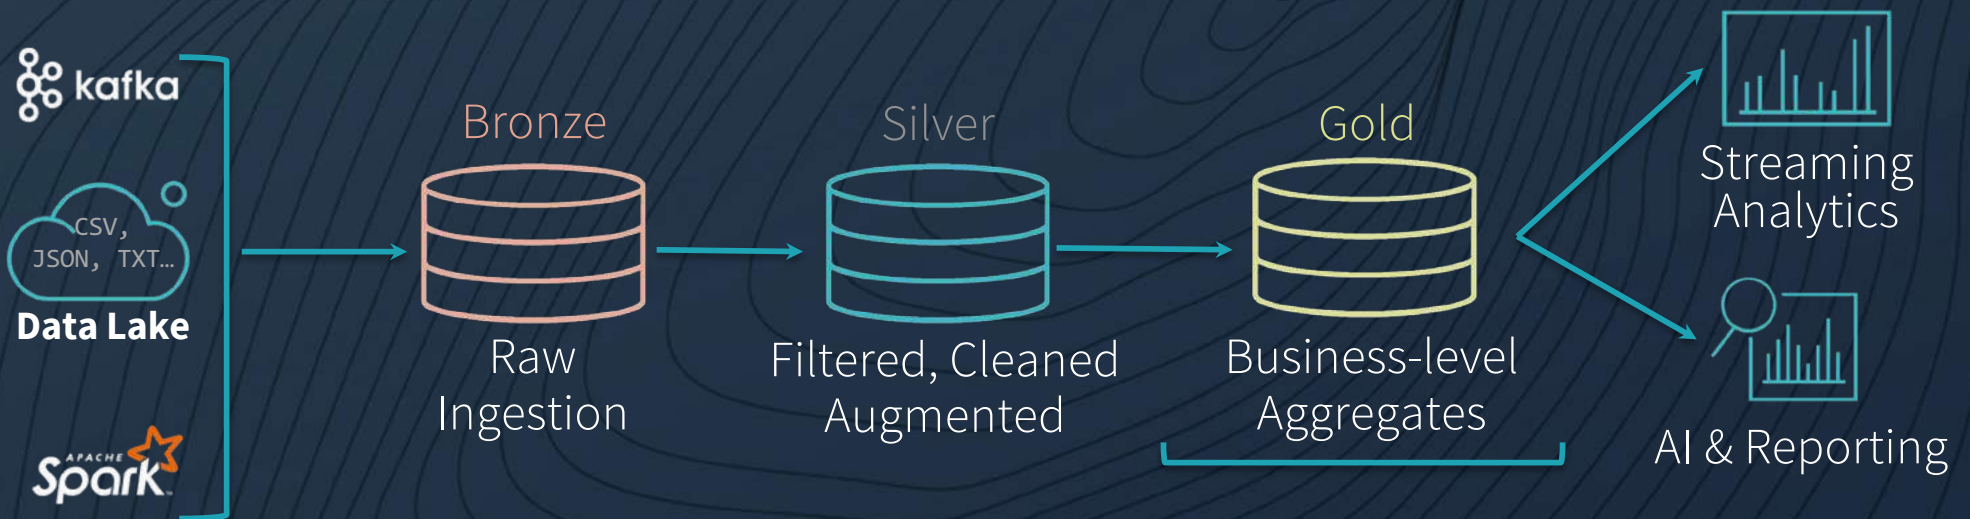 kafka
CSV,
JSON, TXT…
Data Lake
APACHE
Spark™
Bronze
Raw
Ingestion
Silver
Filtered, Cleaned
Augmented
Gold
Business-level
Aggregates
Streaming
Analytics
AI & Reporting